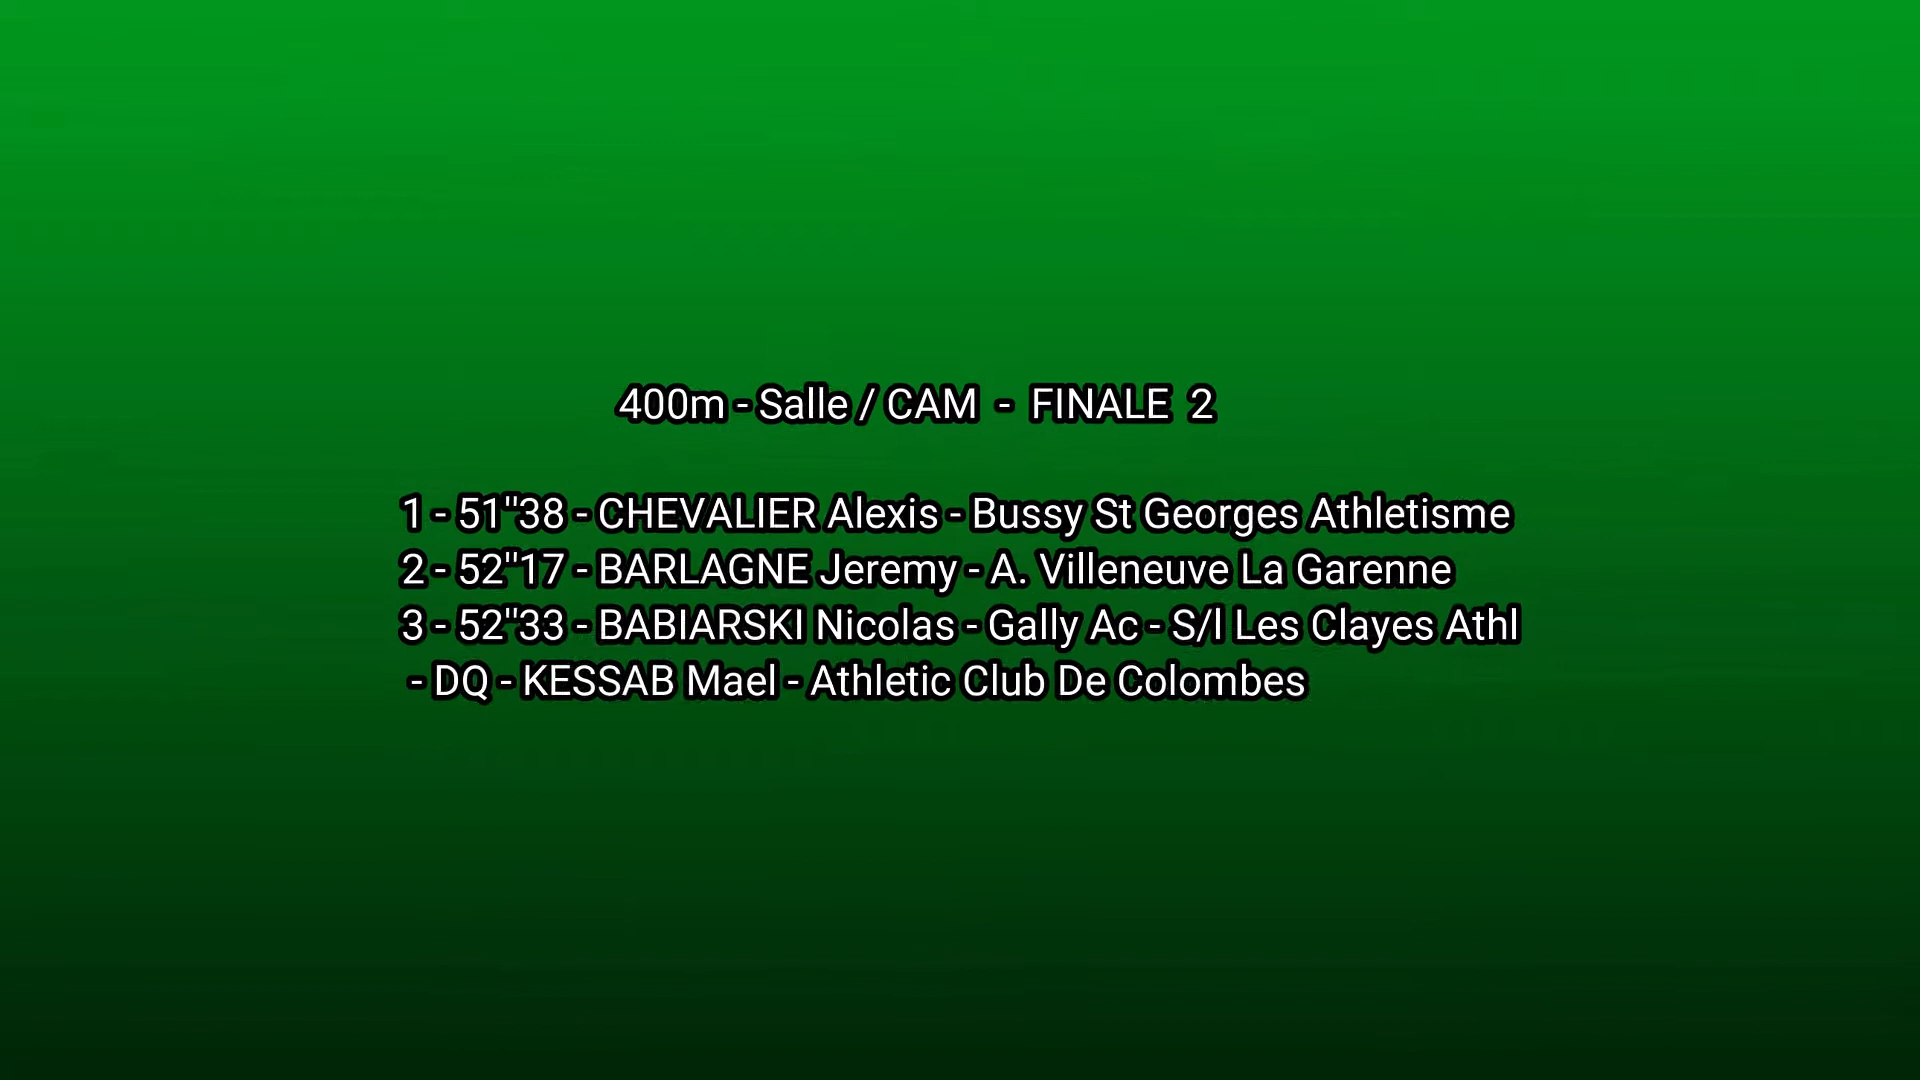 400m - Salle / CAM - FINALE 2
1 - 51"38 - CHEVALIER Alexis - Bussy St Georges Athletisme
2 - 52"17 - BARLAGNE Jeremy - A. Villeneuve La Garenne
3 - 52"33 - BABIARSKI Nicolas - Gally Ac - S/l Les Clayes Athl
- DQ - KESSAB Mael - Athletic Club De Colombes